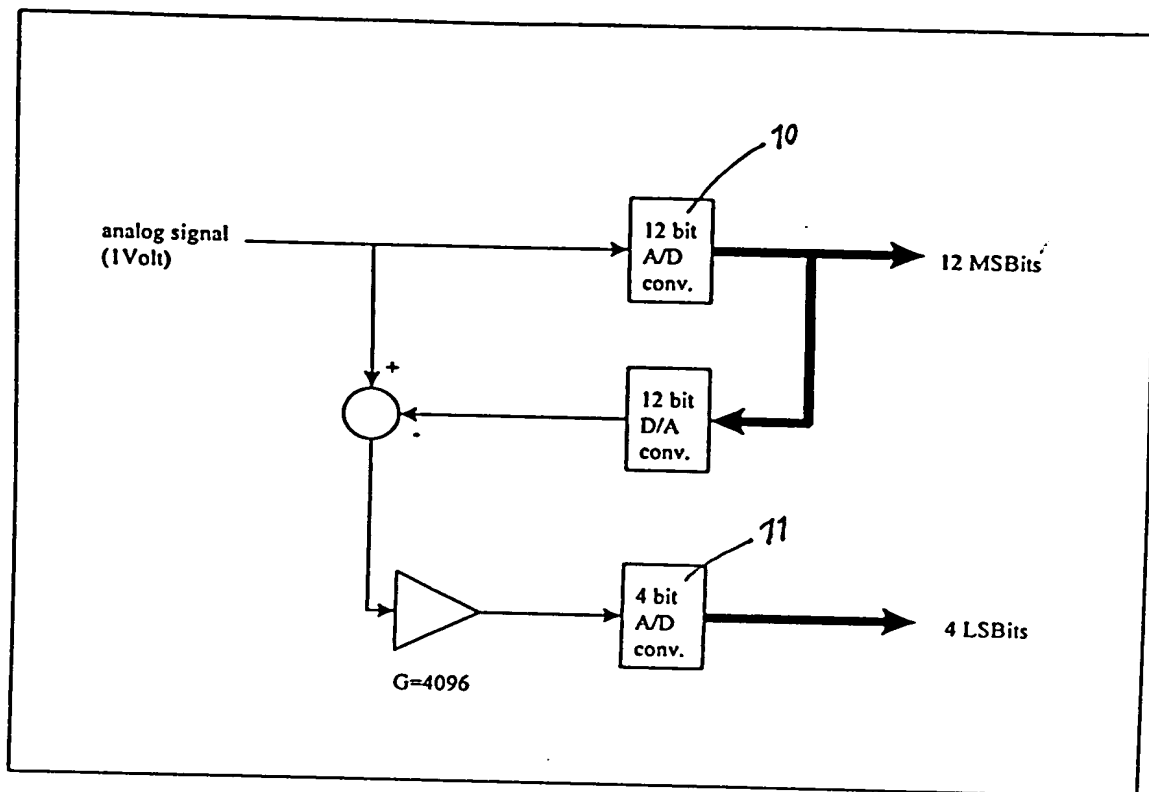 10
analog signal
(1Volt)
12 bit
A/D
conv.
12 MSBits
+
-
12 bit
D/A
conv.
11
4 bit
A/D
conv.
4 LSBits
G=4096